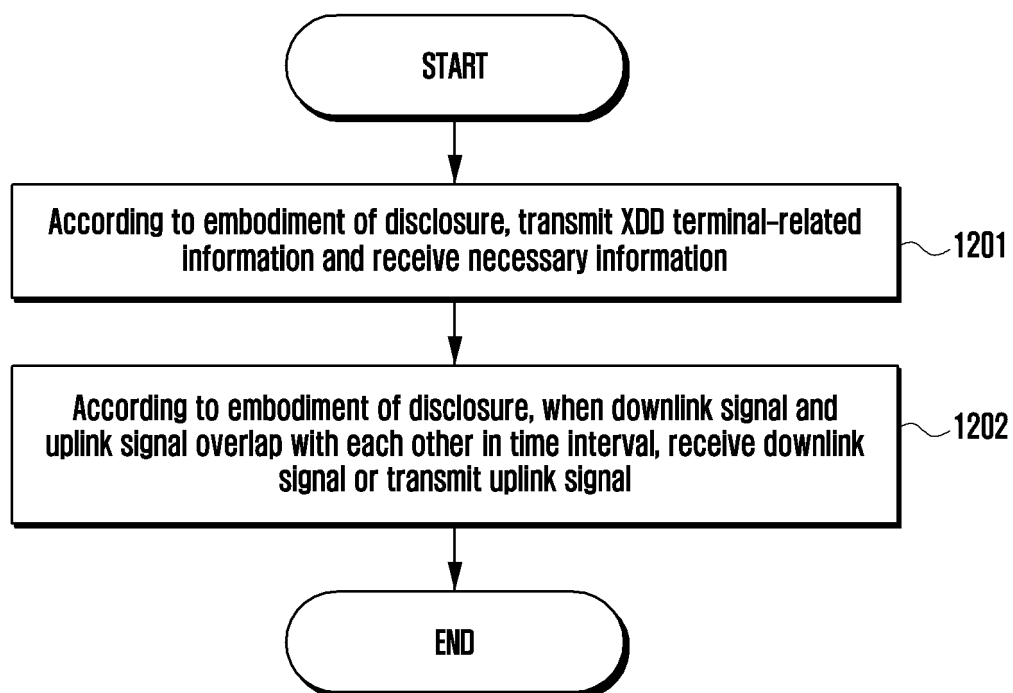 START
According to embodiment of disclosure, transmit XDD terminal-related
information and receive necessary information
1201
According to embodiment of disclosure, when downlink signal and
uplink signal overlap with each other in time interval, receive downlink
signal or transmit uplink signal
1202
END